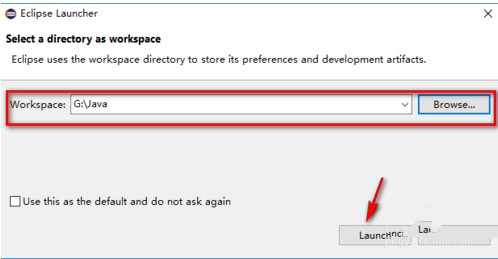 Eclipse Launcher
Select a directory as workspace
Eclipse uses the workspace directory to store its preferences and development artifacts.
Workspace: G:\Java Browse...
Use this as the default and do not ask again
Launch